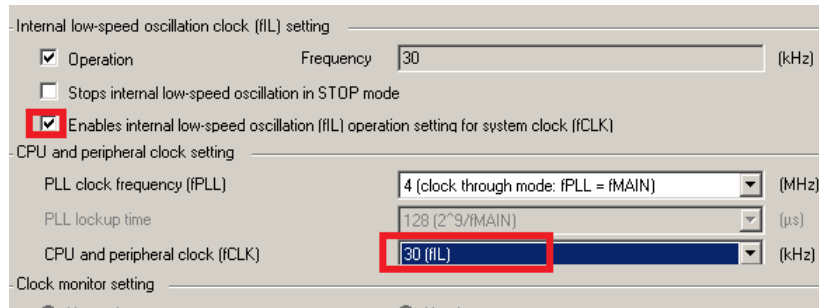 Internal low-speed oscillation clock (fIL) setting
Operation Frequency 30 (kHz)
Stops internal low-speed oscillation in STOP mode
Enables internal low-speed oscillation (fIL) operation setting for system clock (fCLK)
CPU and peripheral clock setting
PLL clock frequency (fPLL) 4 (clock through mode: fPLL = fMAIN) (MHz)
PLL lockup time 128 (2^9/fMAIN) (µs)
CPU and peripheral clock (fCLK) 30 (fIL) (kHz)
Clock monitor setting